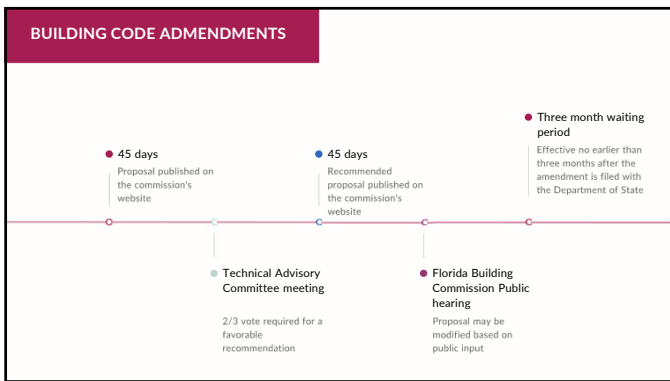 BUILDING CODE ADMENDMENTS
45 days
Proposal published on
the commission's
website
Technical Advisory
Committee meeting
2/3 vote required for a
favorable
recommendation
45 days
Recommended
proposal published on
the commission's
website
Florida Building
Commission Public
hearing
Proposal may be
modified based on
public input
Three month waiting
period
Effective no earlier than
three months after the
amendment is filed with
the Department of State